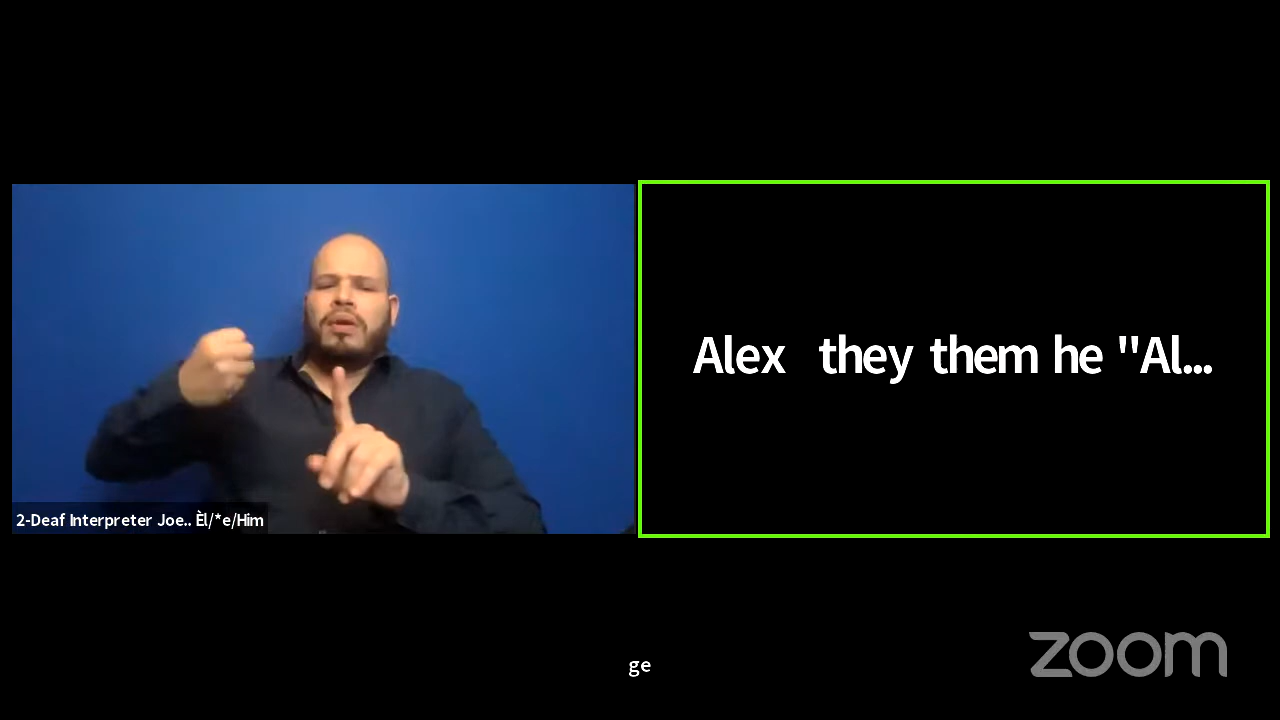 Alex they them he "Al...
2-Deaf Interpreter Joe.. Èl/*e/Him
ge
zoom